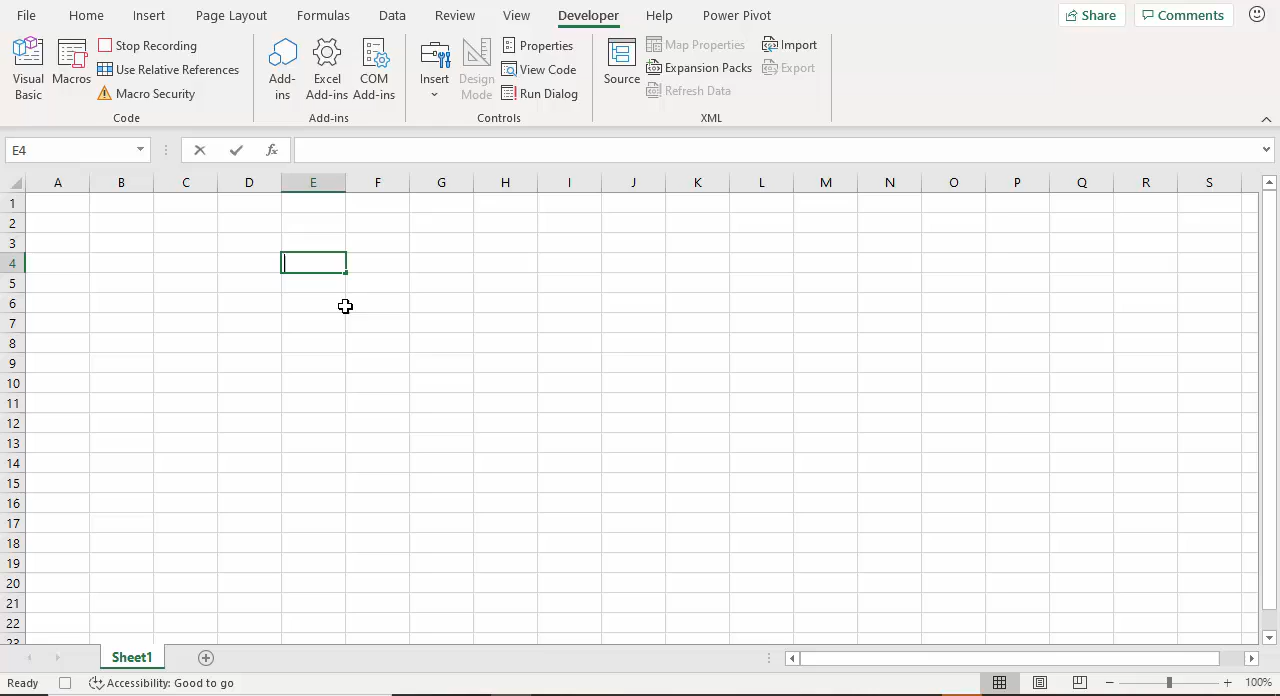 File Home Insert Page Layout Formulas Data Review View Developer Help Power Pivot Share Comments
Visual Basic
Macros
Stop Recording
Use Relative References
Macro Security
Code
Add-ins
Excel Add-ins
COM Add-ins
Add-ins
Insert
Design Mode
Properties
View Code
Run Dialog
Controls
Source
Map Properties
Expansion Packs
Refresh Data
Import
Export
XML
E4 fx
A B C D E F G H I J K L M N O P Q R S
1
2
3
4
5
6
7
8
9
10
11
12
13
14
15
16
17
18
19
20
21
22
23
Sheet1
Ready Accessibility: Good to go 100%